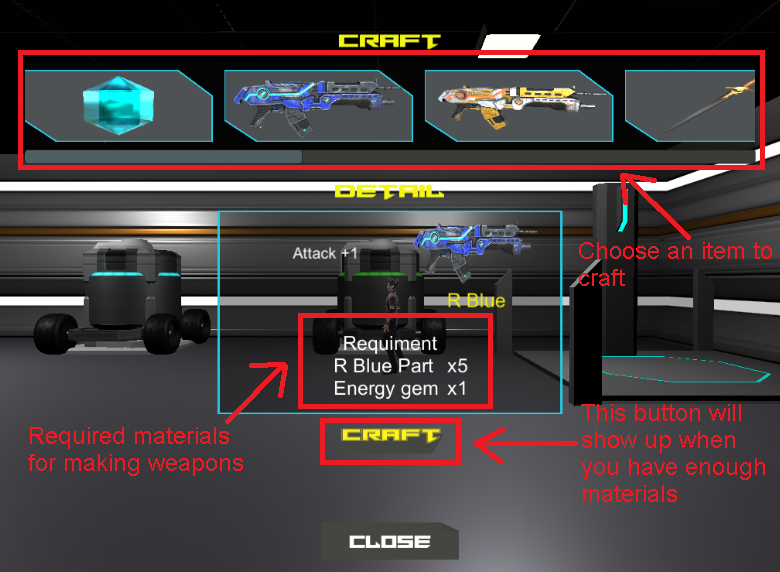 CRAFT
DETAIL
Attack +1
R Blue
Choose an item to
craft
Requiment
R Blue Part x5
Energy gem x1
Required materials
for making weapons
CRAFT
This button will
show up when
you have enough
materials
CLOSE